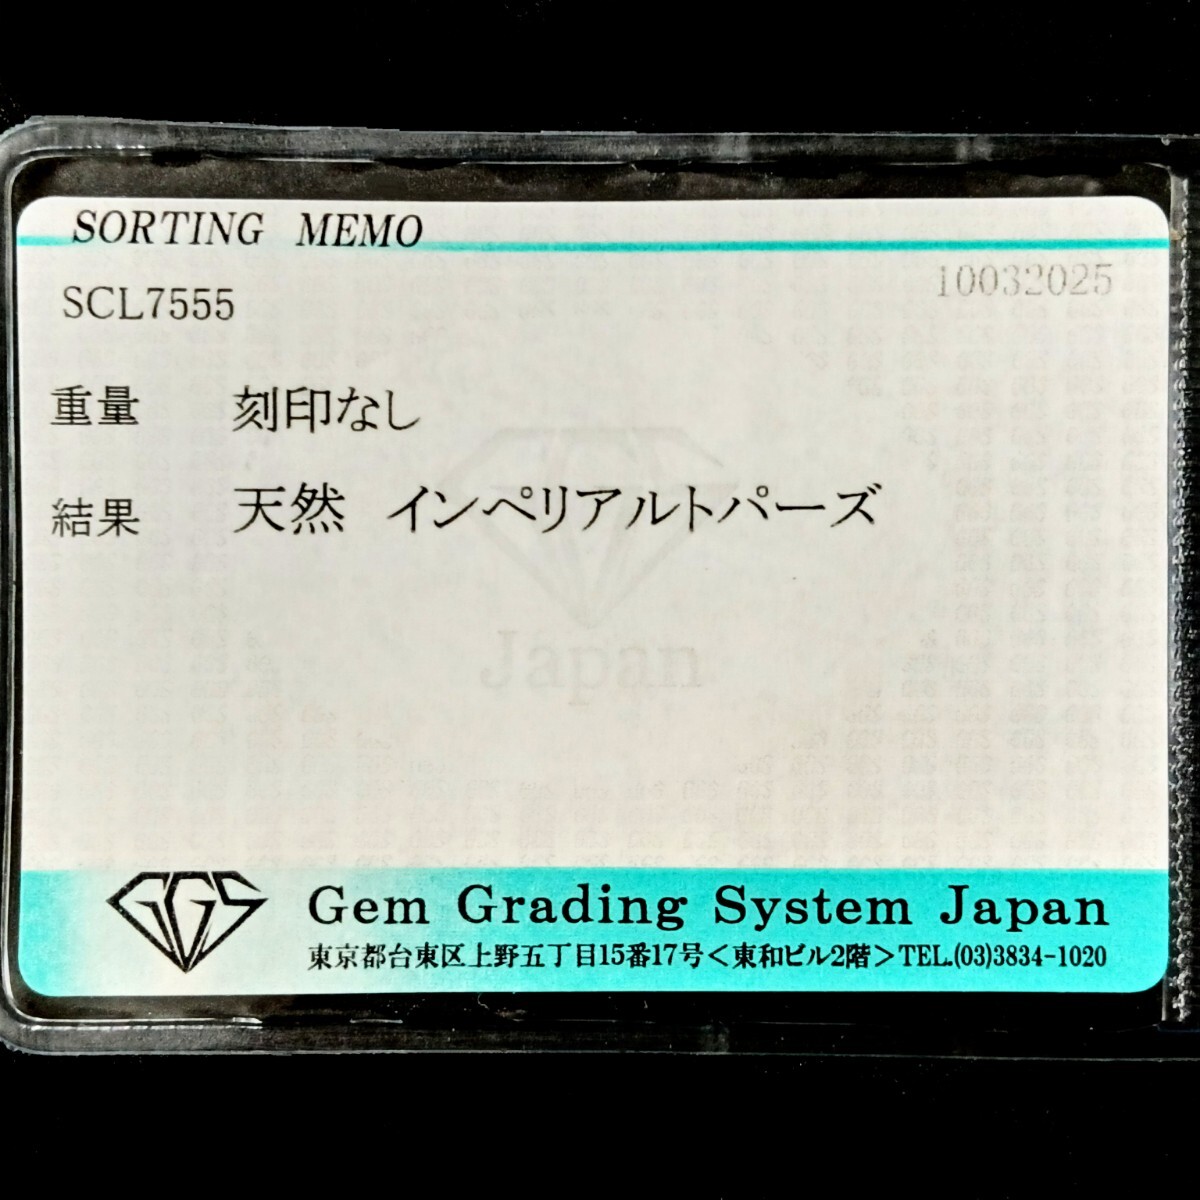 SORTING MEMO
10032025
SCL7555
重量 刻印なし
結果 天然 インペリアルトパーズ
Japan
GGS Gem Grading System Japan
東京都台東区上野五丁目15番17号<東和ビル2階>TEL.(03)3834-1020